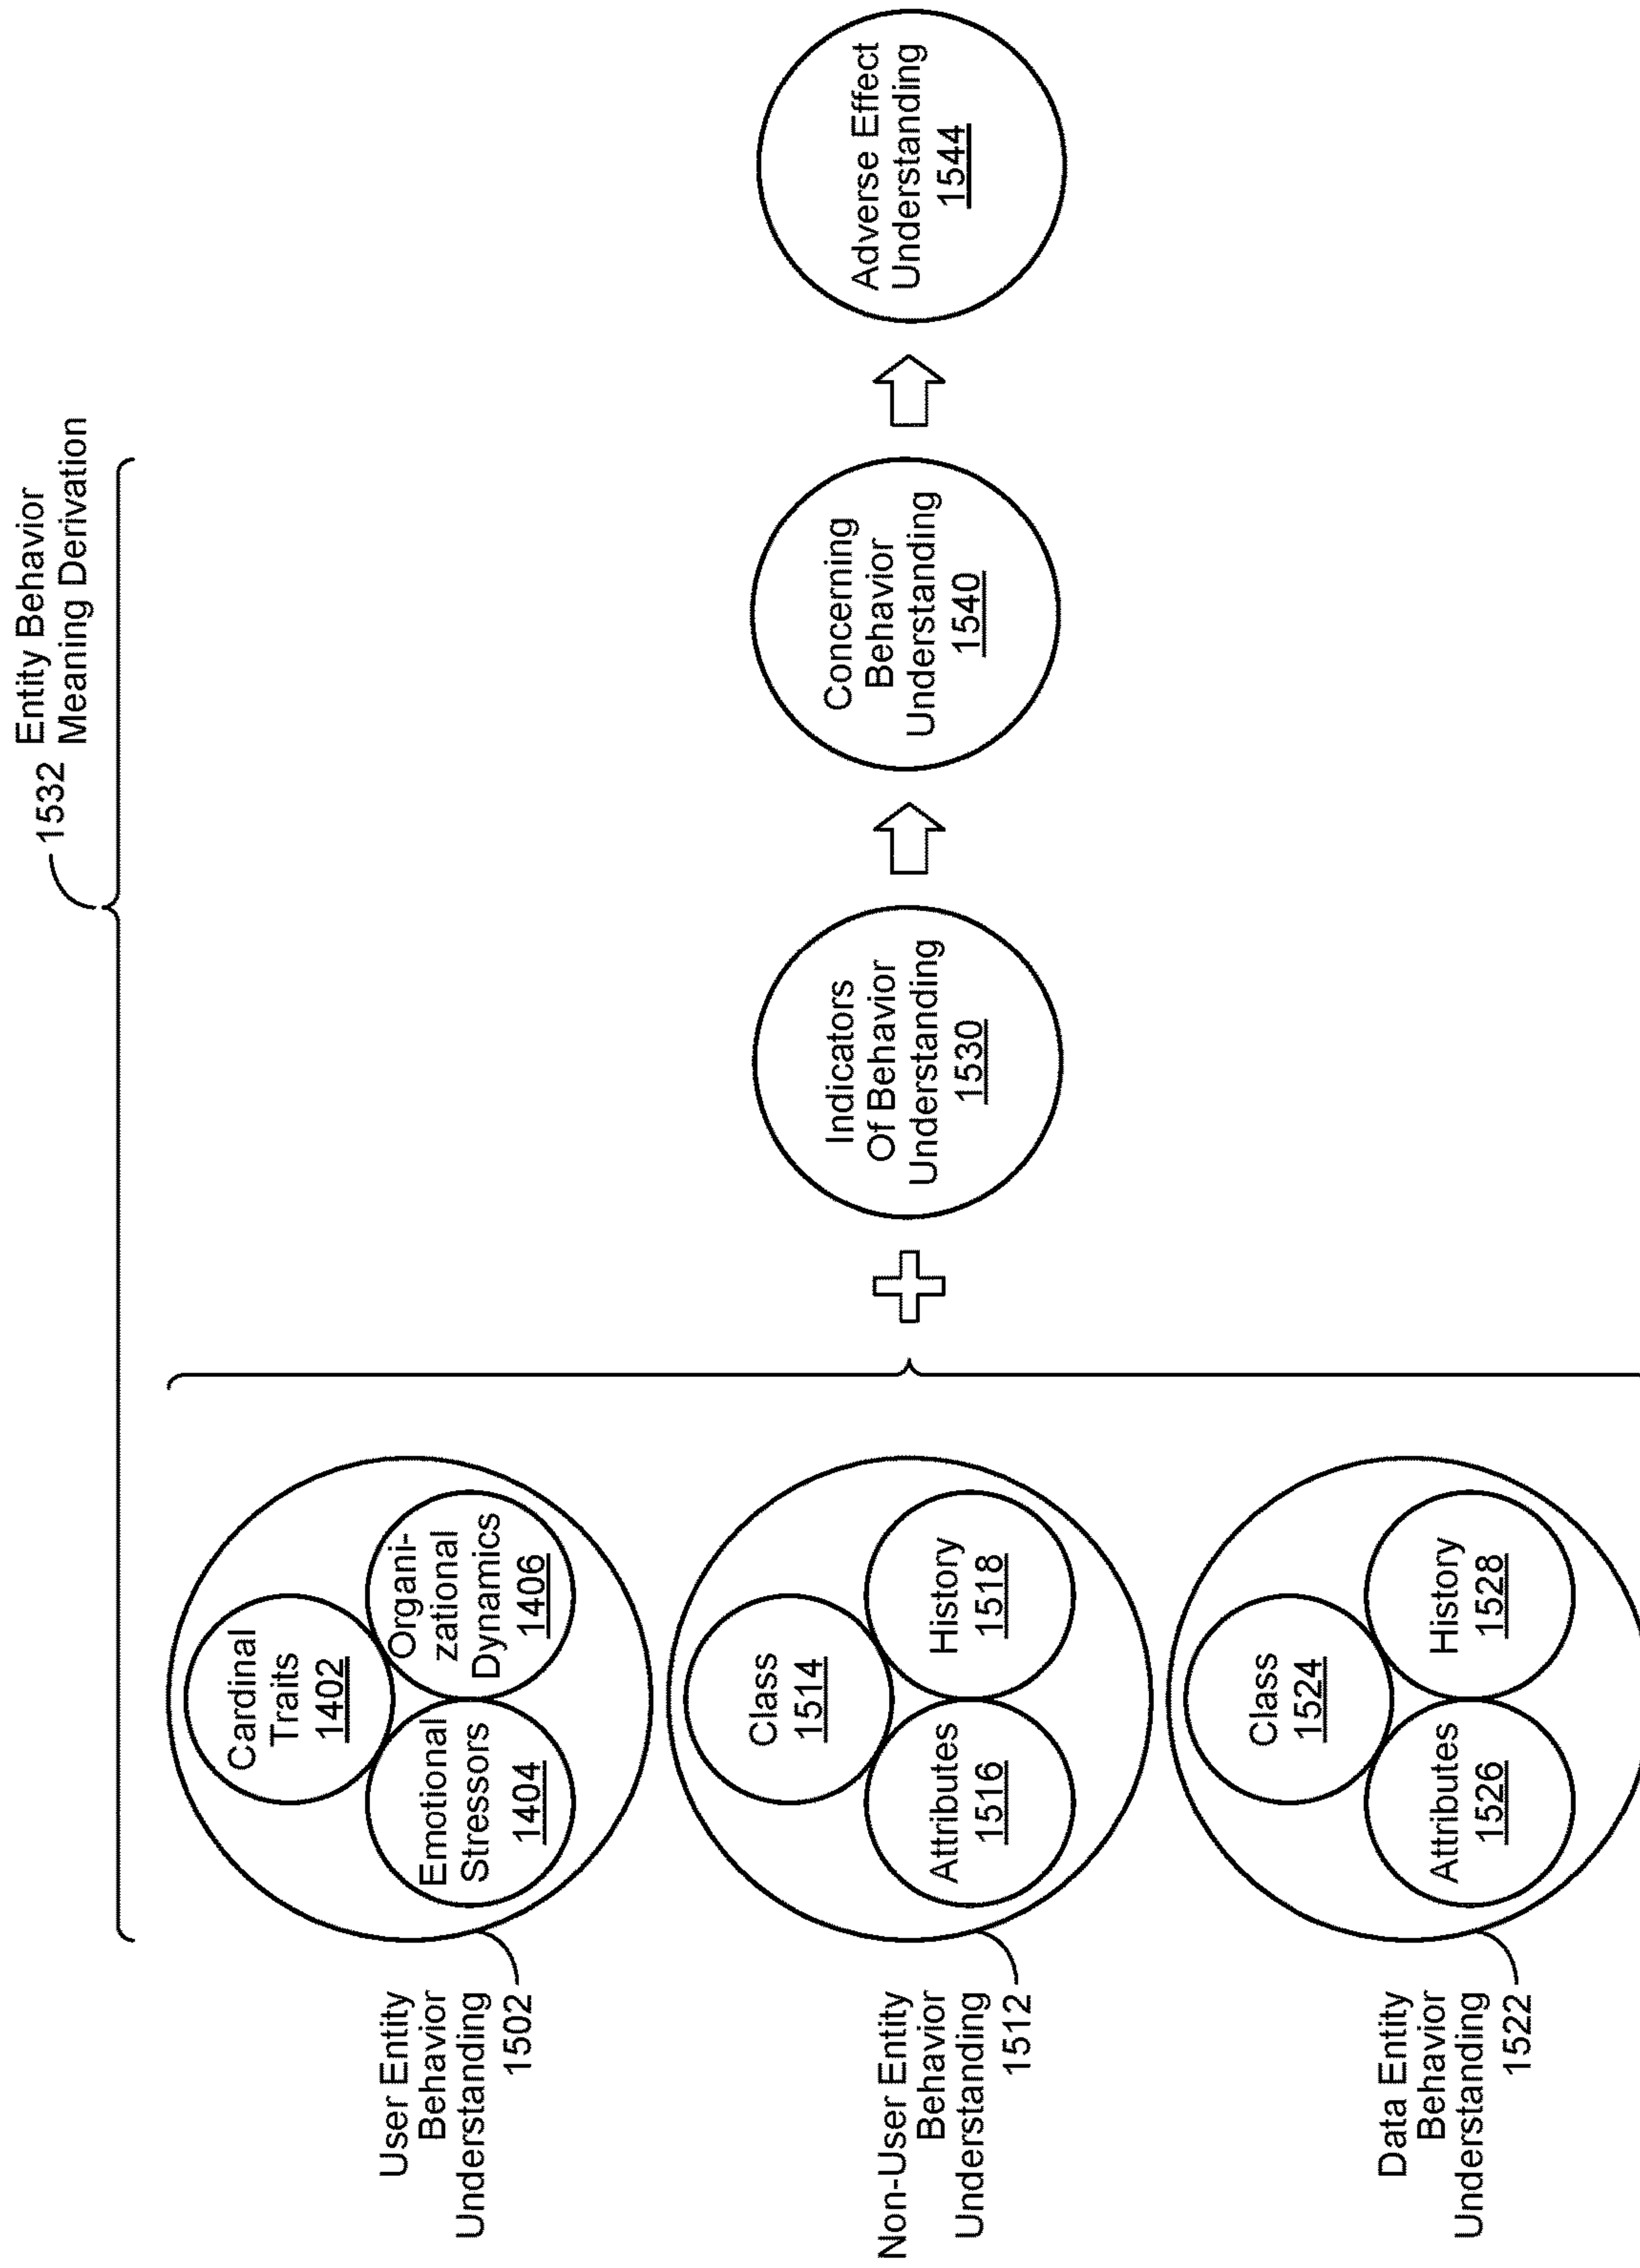 1532 Entity Behavior
Meaning Derivation
User Entity
Behavior
Understanding
1502
Cardinal
Traits
1402
Emotional
Stressors
1404
Organi-
zational
Dynamics
1406
Non-User Entity
Behavior
Understanding
1512
Class
1514
Attributes
1516
History
1518
Data Entity
Behavior
Understanding
1522
Class
1524
Attributes
1526
History
1528
Indicators
Of Behavior
Understanding
1530
Concerning
Behavior
Understanding
1540
Adverse Effect
Understanding
1544